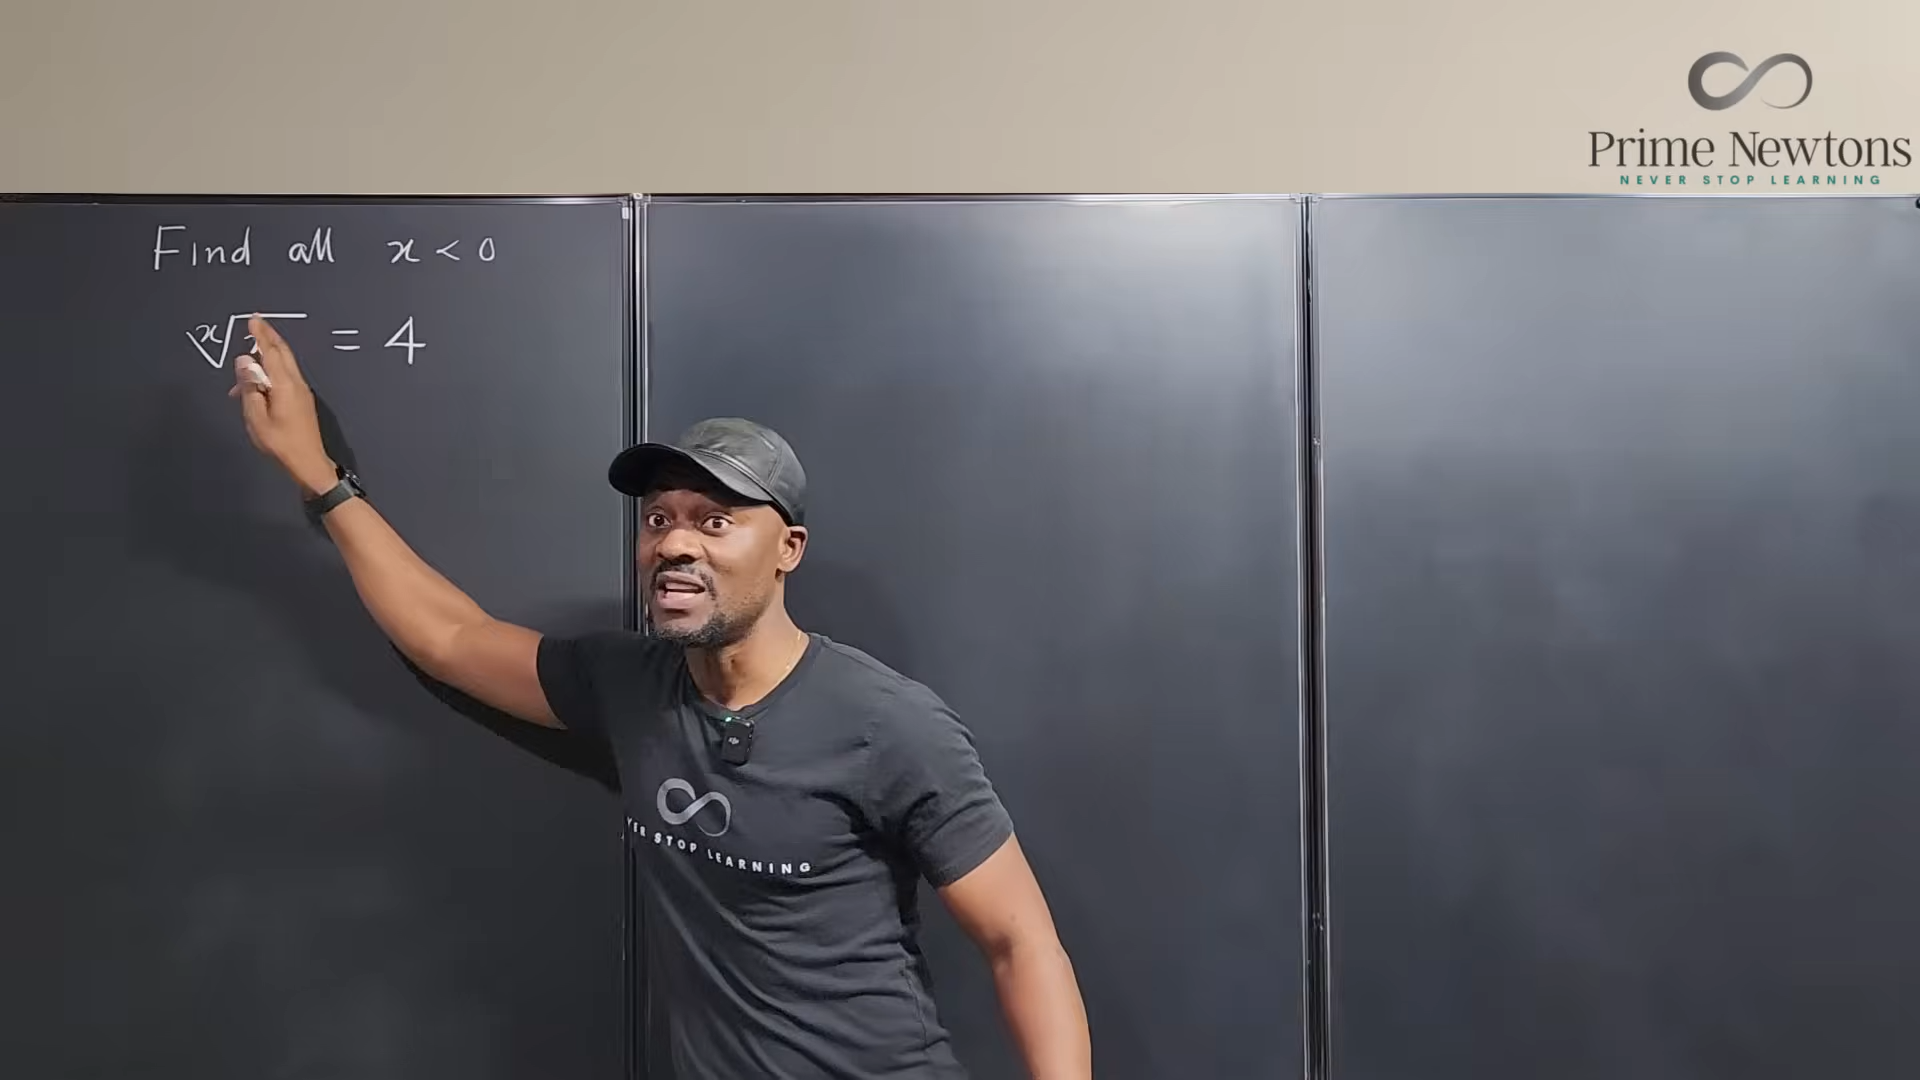 Prime Newtons
NEVER STOP LEARNING
Find all x < 0
ˣ√x = 4
STOP LEARNING